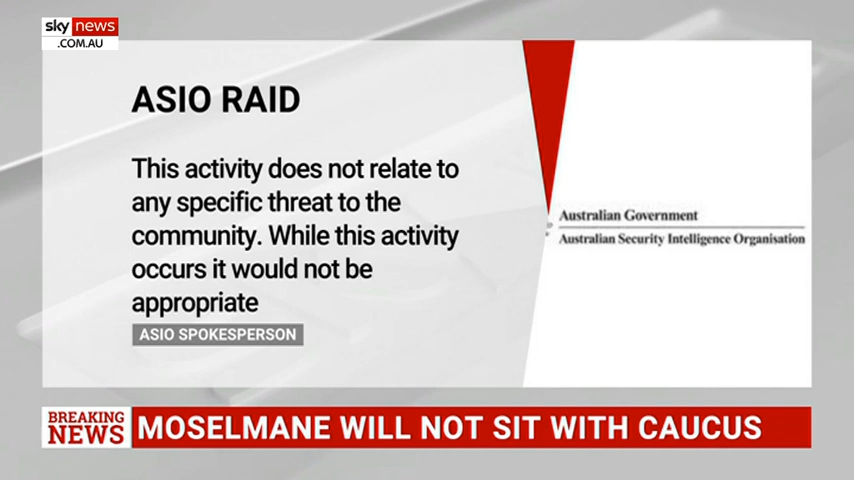 sky news
.COM.AU
ASIO RAID
This activity does not relate to
any specific threat to the
community. While this activity
occurs it would not be
appropriate
ASIO SPOKESPERSON
Australian Government
Australian Security Intelligence Organisation
BREAKING
NEWS
MOSELMANE WILL NOT SIT WITH CAUCUS